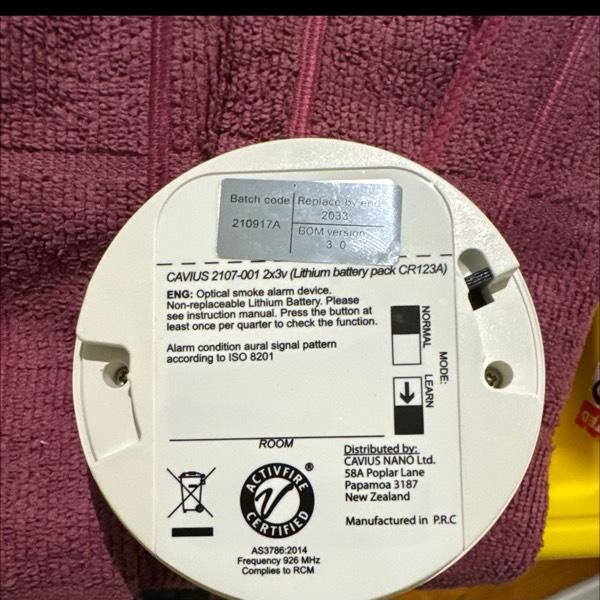 Batch code
210917A
Replace by end
2033
BOM version
3.0
CAVIUS 2107-001 2x3v (Lithium battery pack CR123A)
ENG: Optical smoke alarm device.
Non-replaceable Lithium Battery. Please
see instruction manual. Press the button at
least once per quarter to check the function.
Alarm condition aural signal pattern
according to ISO 8201
NORMAL
MODE:
LEARN
ROOM
ACTIVFIRE®
CERTIFIED
AS3786:2014
Frequency 926 MHz
Complies to RCM
Distributed by:
CAVIUS NANO Ltd.
58A Poplar Lane
Papamoa 3187
New Zealand
Manufactured in P.R.C